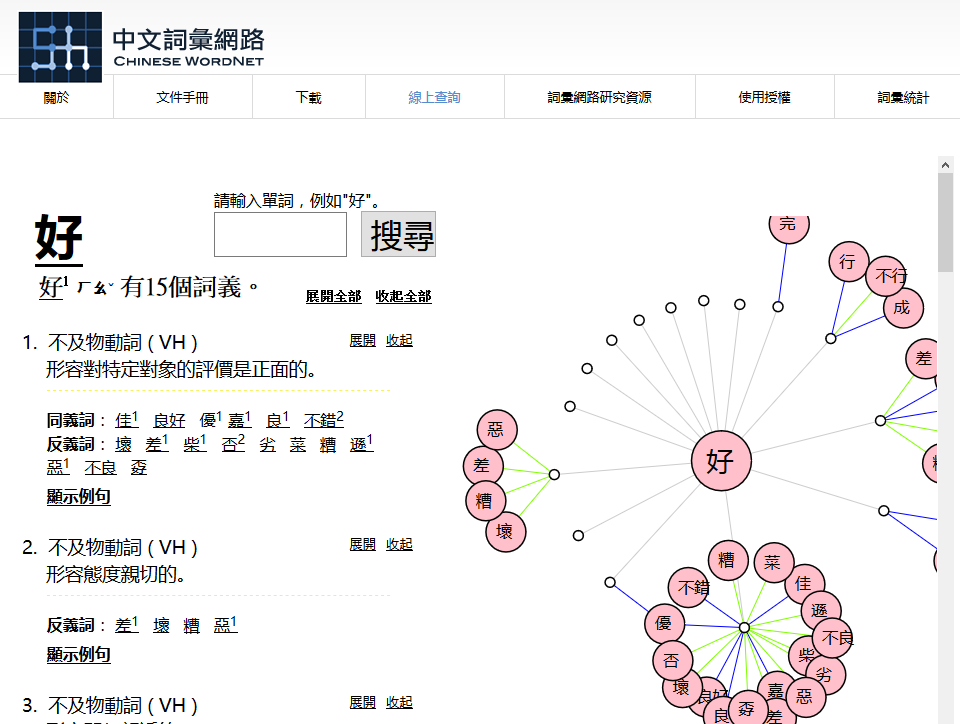 中文詞彙網路
CHINESE WORDNET
關於 文件手冊 下載 線上查詢 詞彙網路研究資源 使用授權 詞彙統計
請輸入單詞，例如"好"。
好
搜尋
好1 ㄏㄠˇ 有15個詞義。
展開全部 收起全部
1. 不及物動詞 ( VH ) 展開 收起
形容對特定對象的評價是正面的。
同義詞： 佳1 良好 優1 嘉1 良1 不錯2
反義詞： 壞 差1 柴1 否2 劣 菜 糟 遜1
惡1 不良 孬
顯示例句
2. 不及物動詞 ( VH ) 展開 收起
形容態度親切的。
反義詞： 差1 壞 糟 惡1
顯示例句
3. 不及物動詞 ( VH ) 展開 收起
完
行
不行
成
差
惡
差
糟
壞
好
糟
菜
佳
遜
不良
柴
劣
惡
嘉
差
孬
良
良好
壞
否
優
不錯